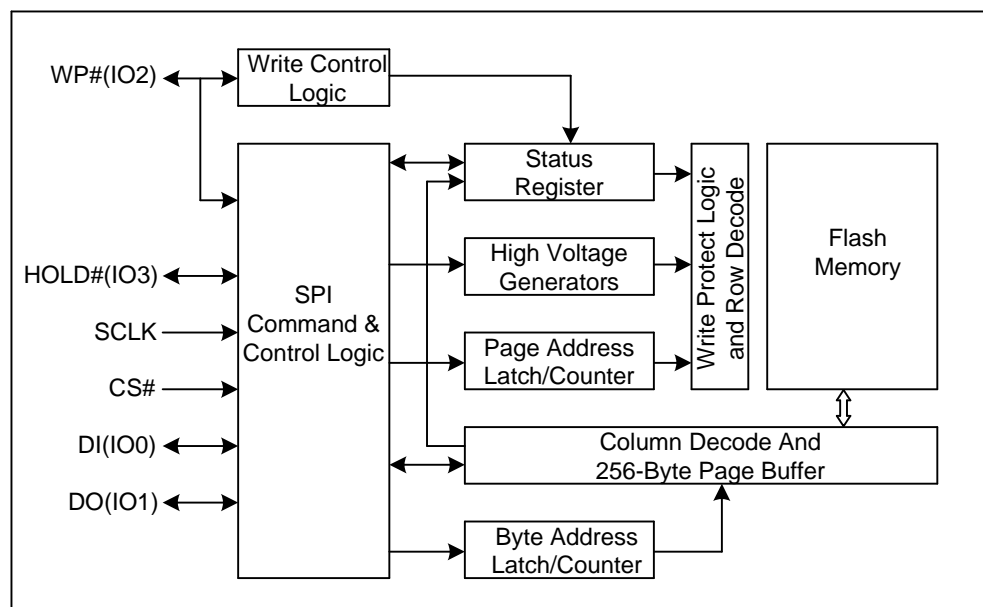 WP#(IO2)
Write Control
Logic
Status
Register
Flash
Memory
Write Protect Logic
and Row Decode
HOLD#(IO3)
High Voltage
Generators
SPI
Command &
Control Logic
SCLK
Page Address
Latch/Counter
CS#
DI(IO0)
Column Decode And
256-Byte Page Buffer
DO(IO1)
Byte Address
Latch/Counter